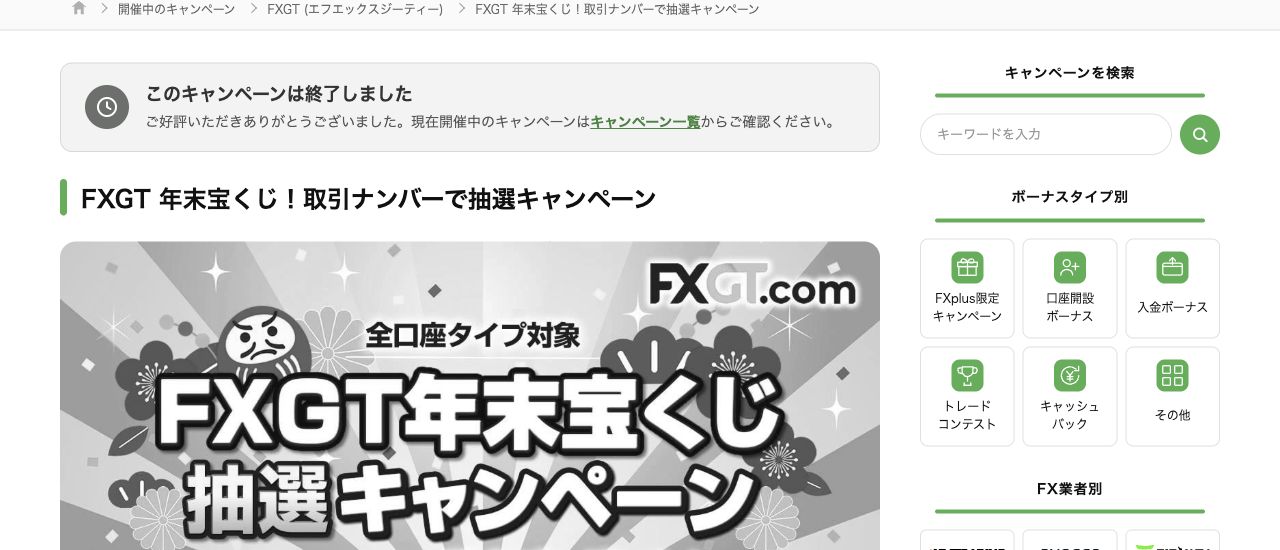 開催中のキャンペーン
FXGT (エフエックスジーティー)
FXGT 年末宝くじ！取引ナンバーで抽選キャンペーン
このキャンペーンは終了しました
ご好評いただきありがとうございました。現在開催中のキャンペーンはキャンペーン一覧からご確認ください。
FXGT 年末宝くじ！取引ナンバーで抽選キャンペーン
FXGT.com
全口座タイプ対象
FXGT年末宝くじ
抽選キャンペーン
キャンペーンを検索
キーワードを入力
ボーナスタイプ別
FXplus限定
キャンペーン
口座開設
ボーナス
入金ボーナス
トレード
コンテスト
キャッシュ
バック
その他
FX業者別